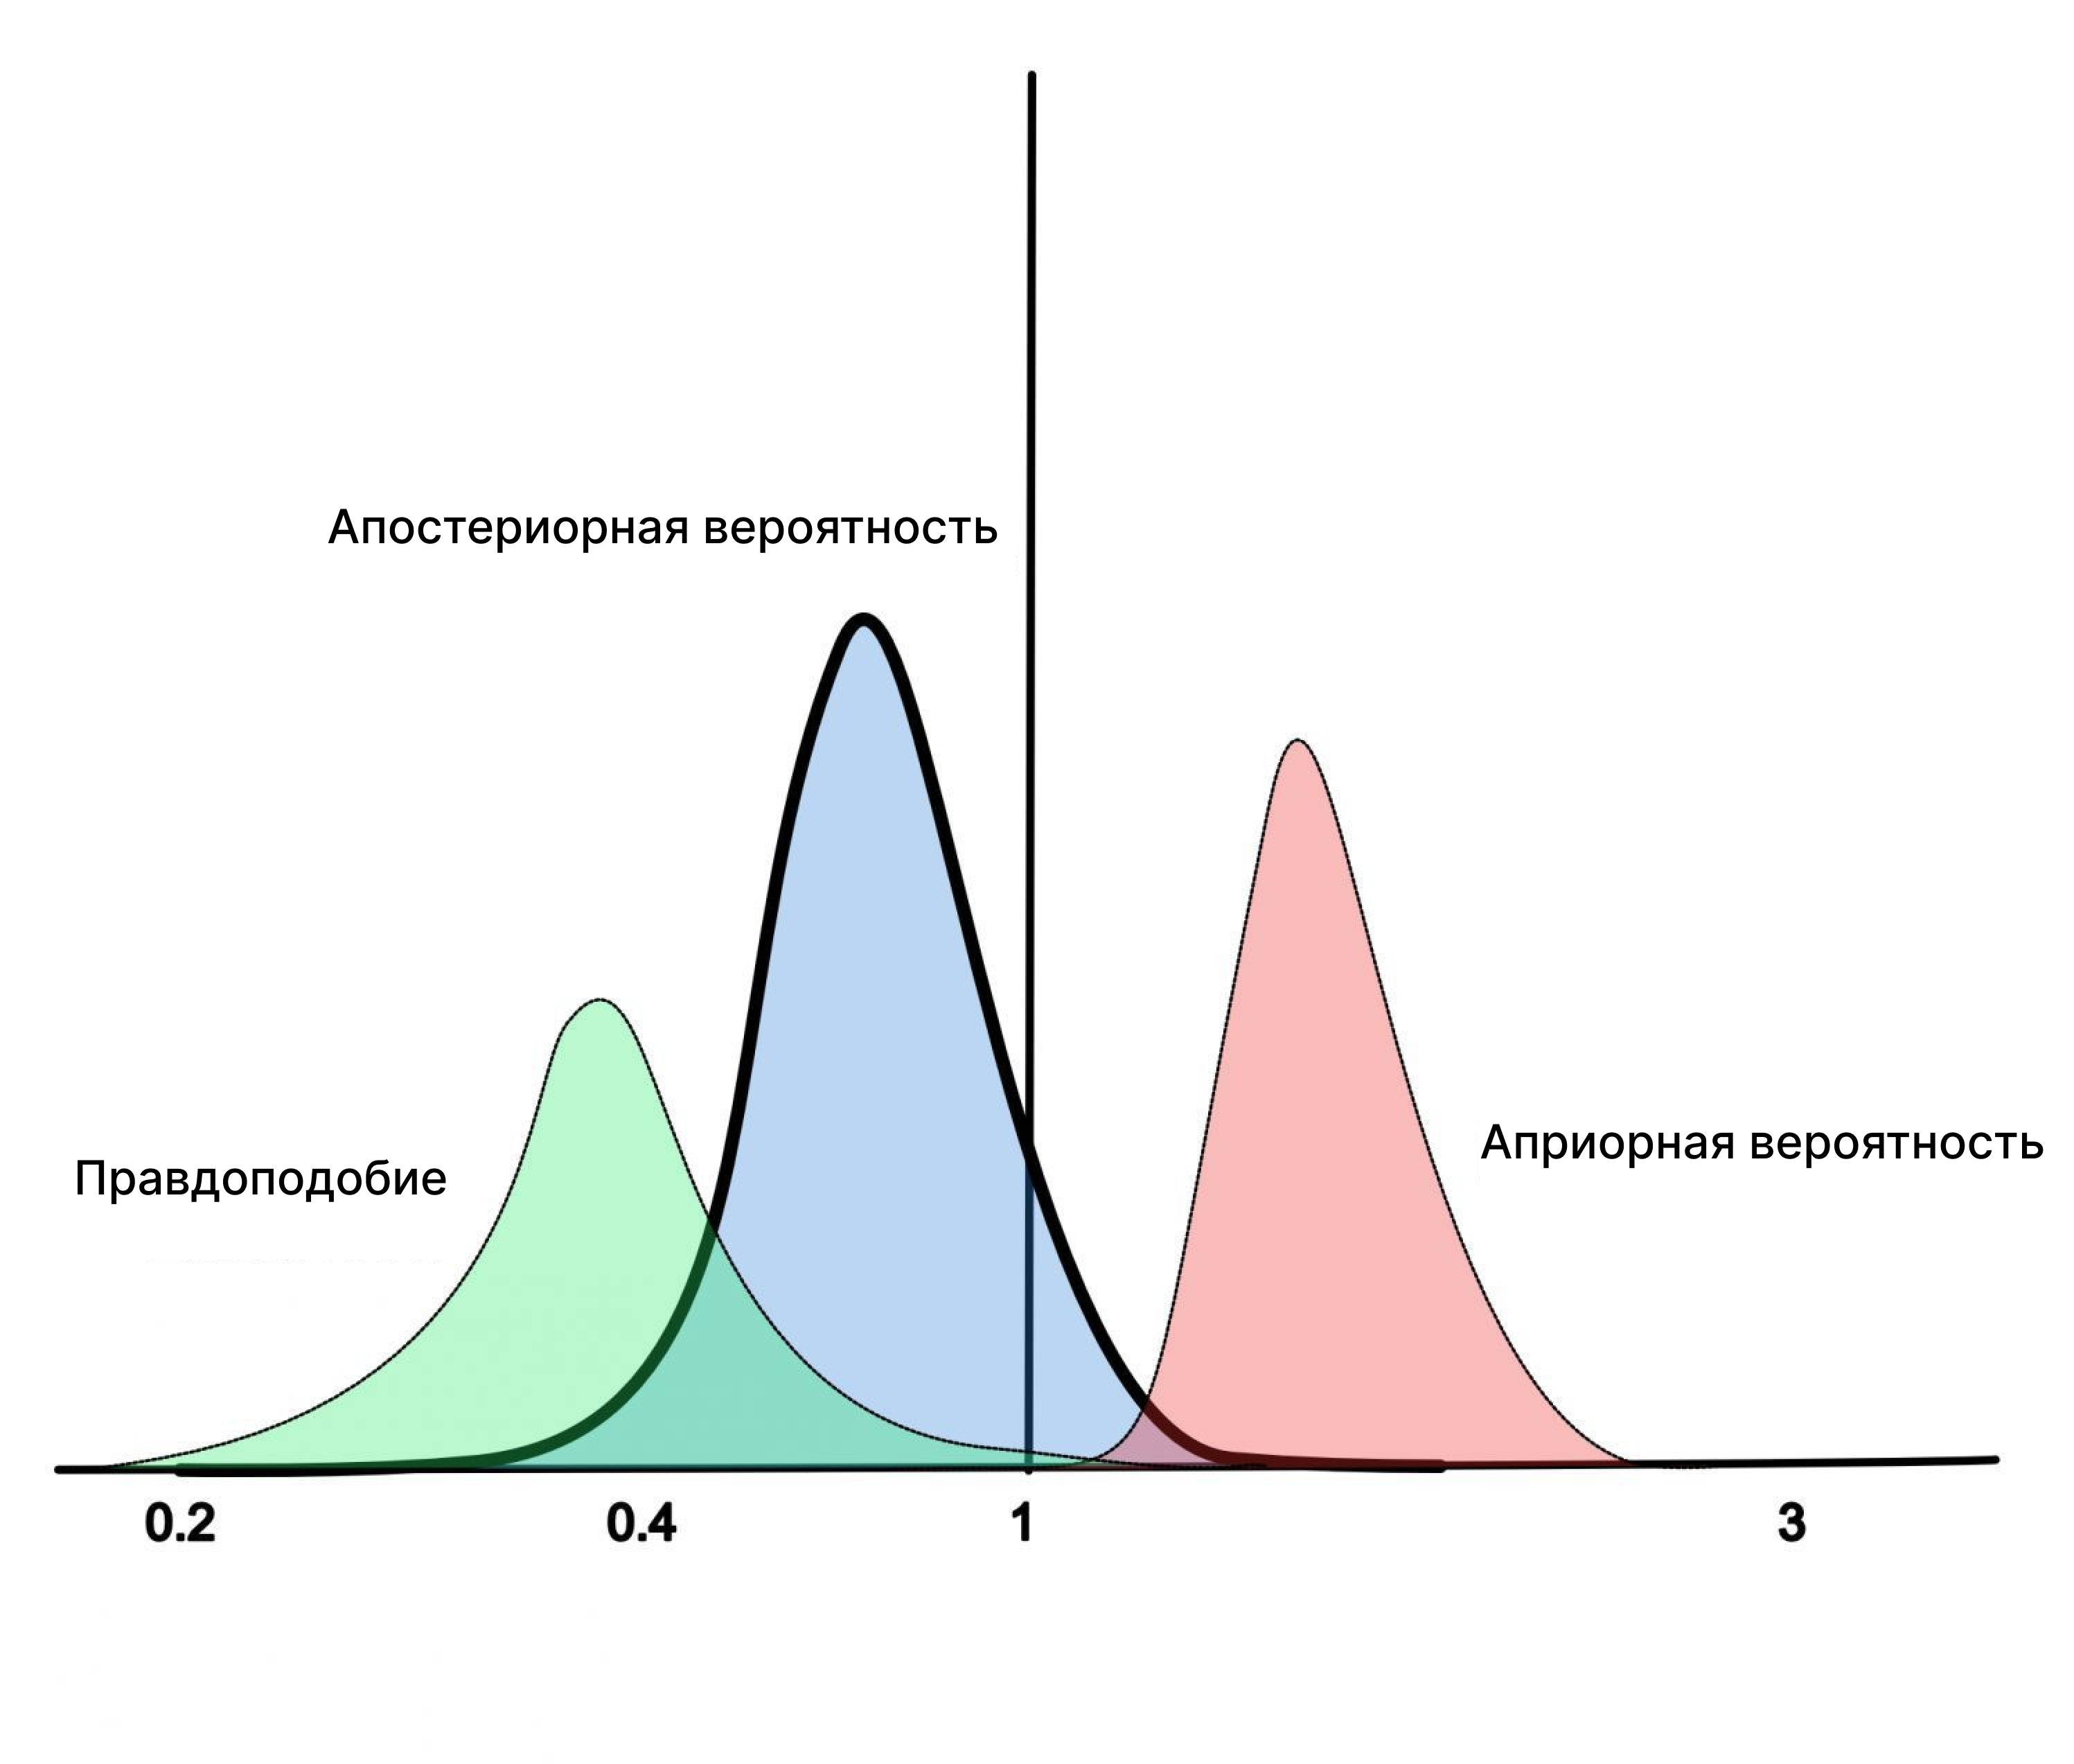 Апостериорная вероятность
Априорная вероятность
Правдоподобие
0.2
0.4
1
3